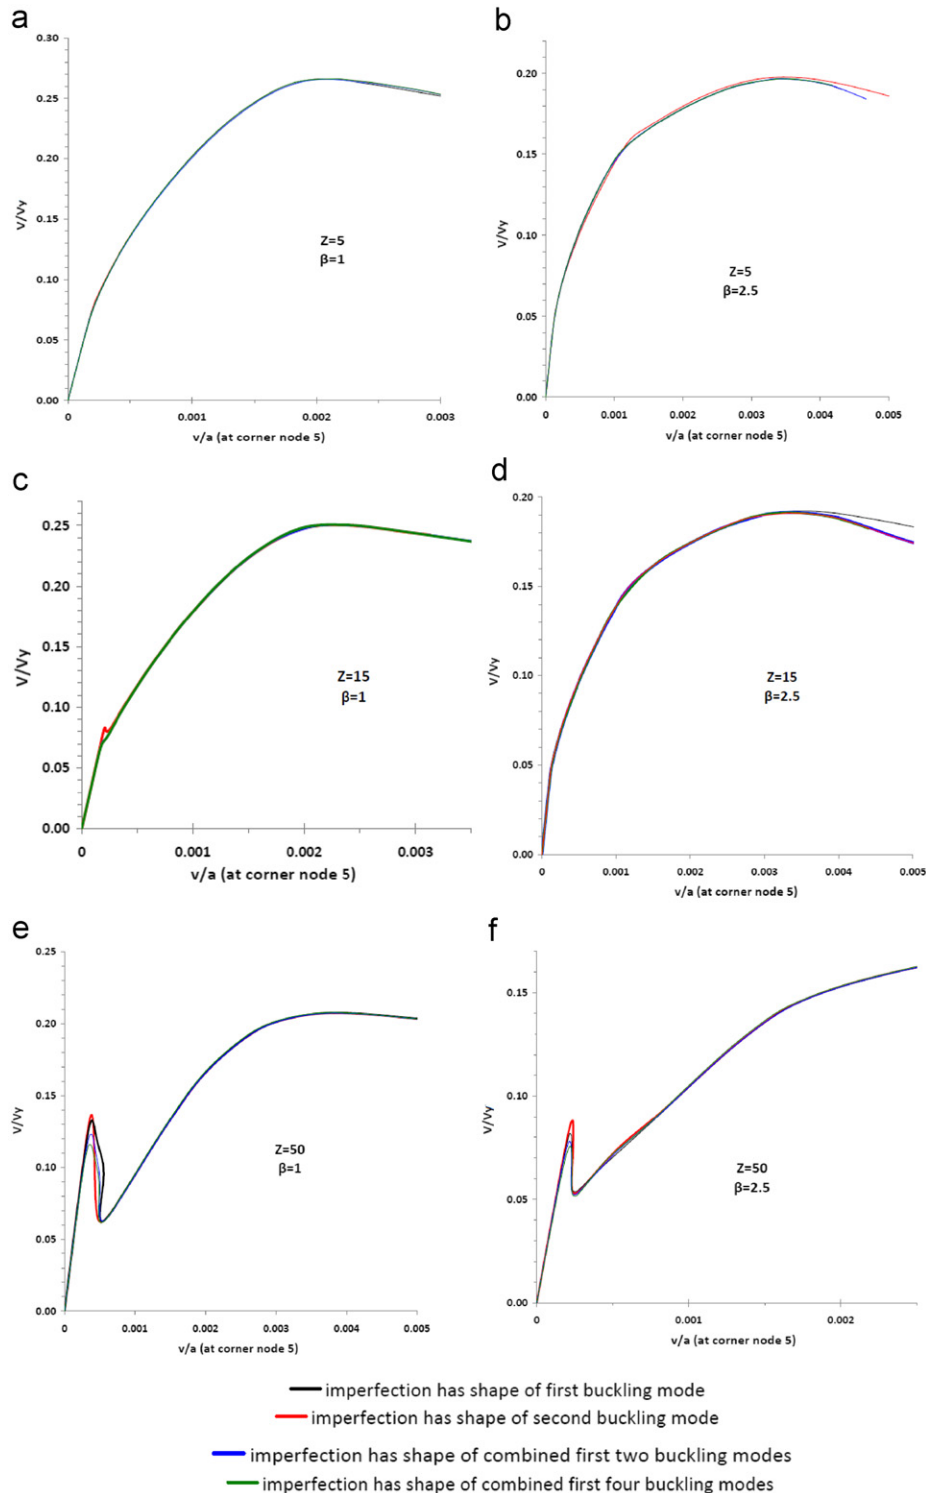 a
0.30
0.25
0.20
0.15
0.10
0.05
0.00
V/Vy
Z=5
β=1
0 0.001 0.002 0.003
v/a (at corner node 5)
b
0.20
0.15
0.10
0.05
0.00
V/Vy
Z=5
β=2.5
0 0.001 0.002 0.003 0.004 0.005
v/a (at corner node 5)
c
0.25
0.20
0.15
0.10
0.05
0.00
V/Vy
Z=15
β=1
0 0.001 0.002 0.003
v/a (at corner node 5)
d
0.20
0.15
0.10
0.05
0.00
V/Vy
Z=15
β=2.5
0 0.001 0.002 0.003 0.004 0.005
v/a (at corner node 5)
e
0.25
0.20
0.15
0.10
0.05
0.00
V/Vy
Z=50
β=1
0 0.001 0.002 0.003 0.004 0.005
v/a (at corner node 5)
f
0.15
0.10
0.05
0.00
V/Vy
Z=50
β=2.5
0 0.001 0.002
v/a (at corner node 5)
imperfection has shape of first buckling mode
imperfection has shape of second buckling mode
imperfection has shape of combined first two buckling modes
imperfection has shape of combined first four buckling modes